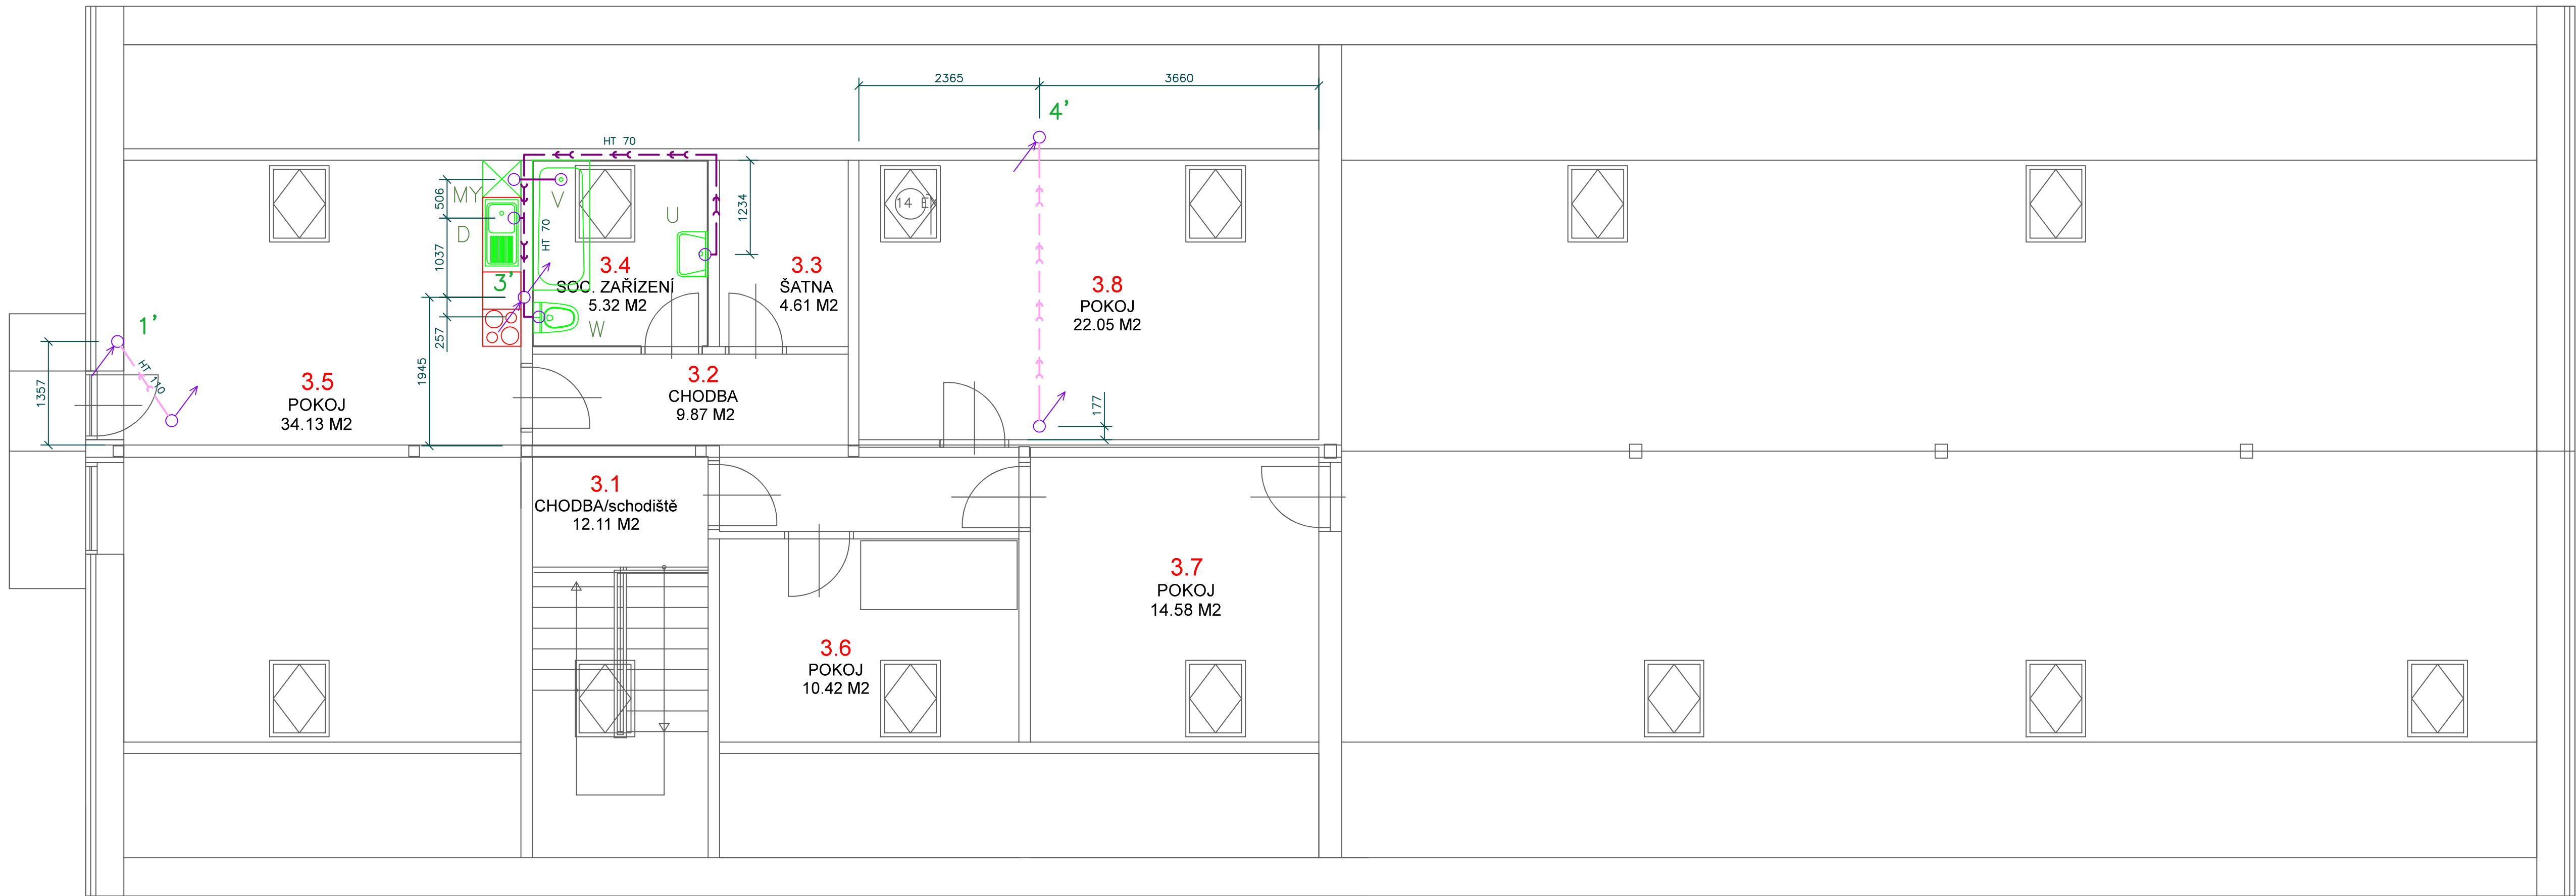 2365
3660
4'
HT 70
506
MY
V
14 E
U
1234
D
HT 70
1037
3'
3.4
SOC. ZAŘÍZENÍ
5.32 M2
3.3
ŠATNA
4.61 M2
3.8
POKOJ
22.05 M2
1'
257
W
1357
HT 110
1945
3.5
POKOJ
34.13 M2
3.2
CHODBA
9.87 M2
177
3.1
CHODBA/schodiště
12.11 M2
3.7
POKOJ
14.58 M2
3.6
POKOJ
10.42 M2